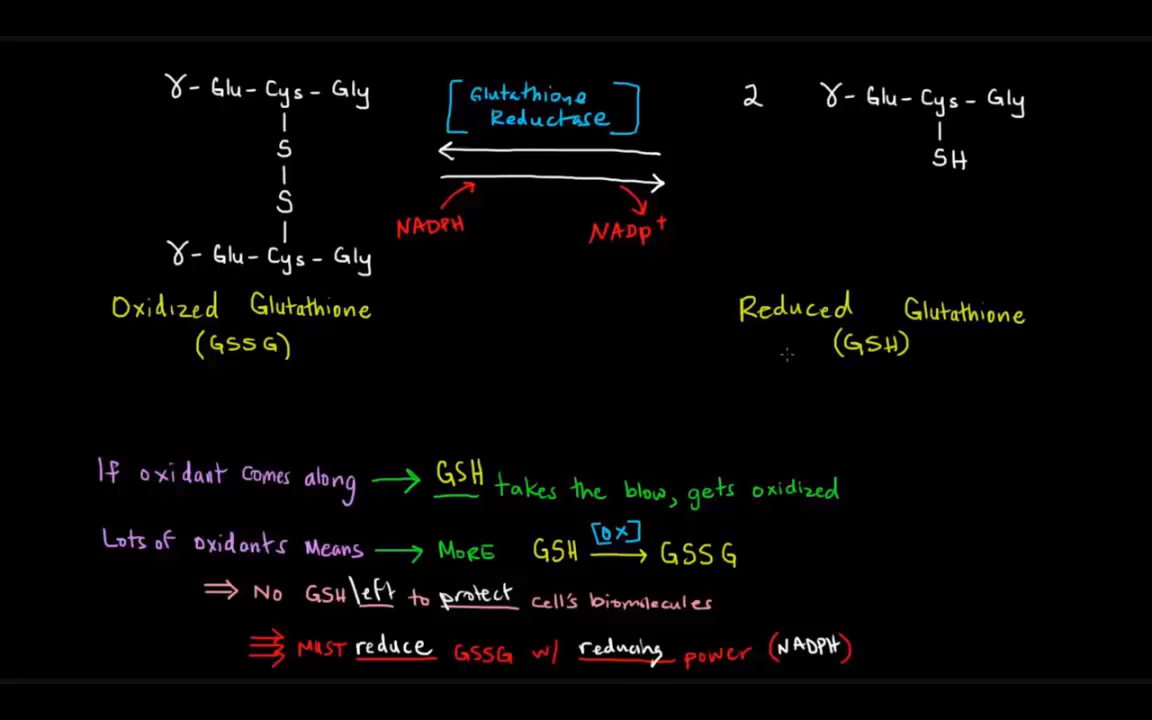 γ- Glu- Cys - Gly
|
S
|
S
|
γ- Glu- Cys - Gly
Oxidized Glutathione
(GSSG)
[Glutathione
Reductase]
NADPH
NADp+
2 γ- Glu- Cys - Gly
|
SH
Reduced Glutathione
(GSH)
If oxidant comes along → GSH takes the blow, gets oxidized
[OX]
Lots of oxidants Means → MORE GSH → GSSG
⇒ No GSH left to protect cell's biomolecules
MUST reduce GSSG w/ reducing power (NADPH)